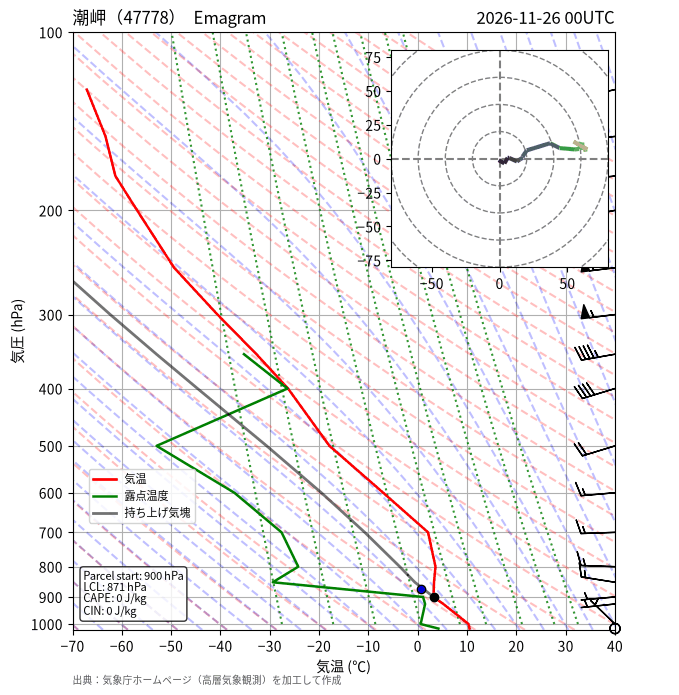 潮岬（47778） Emagram
2026-11-26 00UTC
100
200
300
400
500
600
700
800
900
1000
気圧 (hPa)
75
50
25
0
−25
−50
−75
−50
0
50
気温
露点温度
持ち上げ気塊
Parcel start: 900 hPa
LCL: 871 hPa
CAPE: 0 J/kg
CIN: 0 J/kg
−70
−60
−50
−40
−30
−20
−10
0
10
20
30
40
気温 (°C)
出典：気象庁ホームページ（高層気象観測）を加工して作成